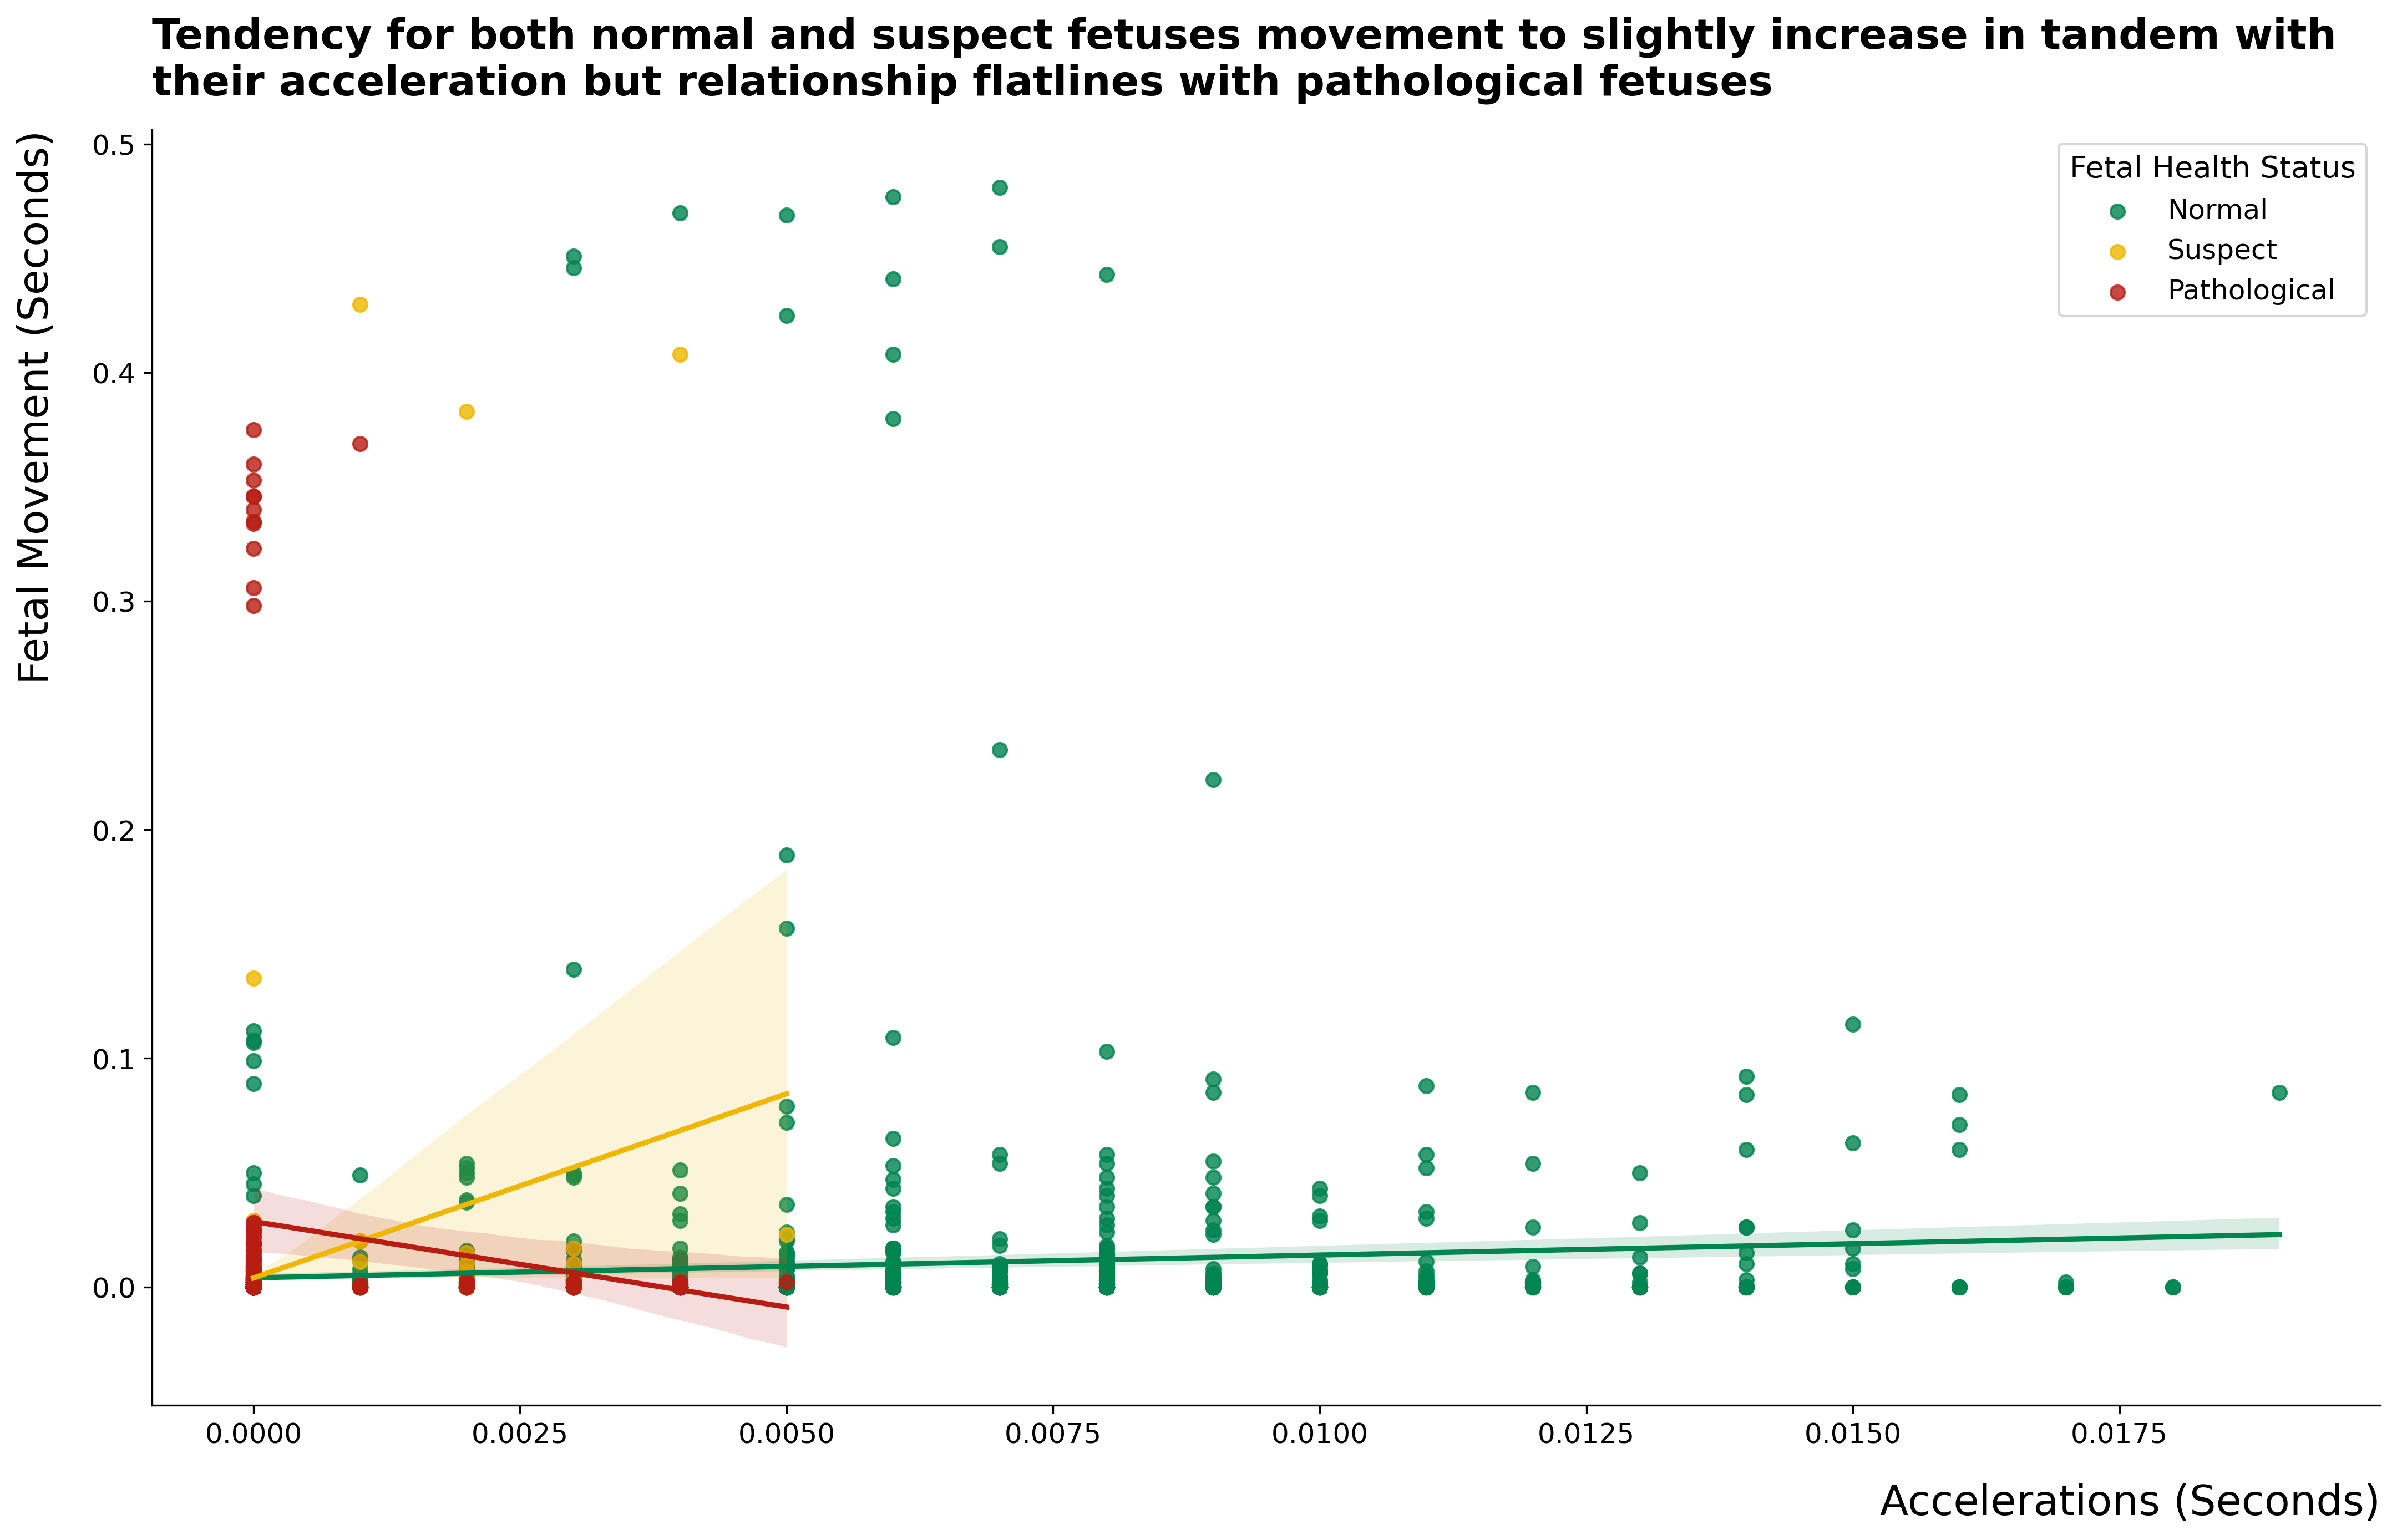 Tendency for both normal and suspect fetuses movement to slightly increase in tandem with
their acceleration but relationship flatlines with pathological fetuses
Fetal Movement (Seconds)
0.5
0.4
0.3
0.2
0.1
0.0
Fetal Health Status
Normal
Suspect
Pathological
0.0000
0.0025
0.0050
0.0075
0.0100
0.0125
0.0150
0.0175
Accelerations (Seconds)